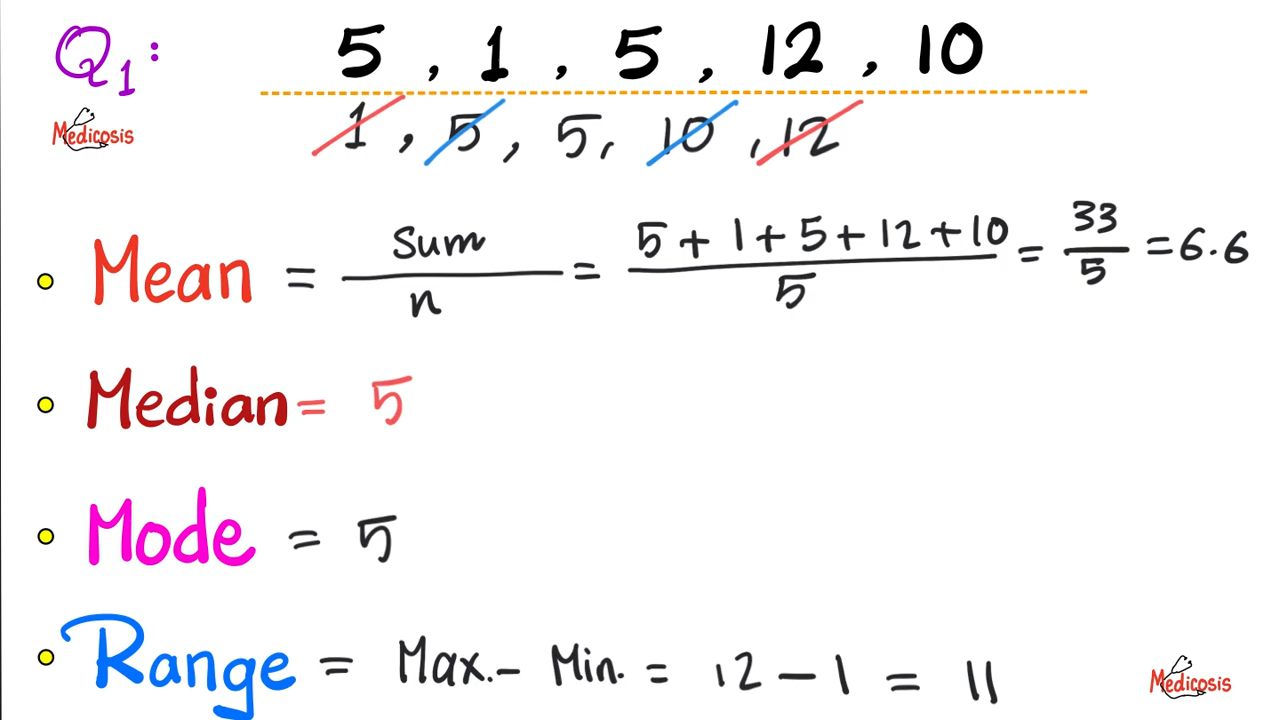 Q1: 5, 1, 5, 12, 10
Medicosis
1, 5, 5, 10, 12
• Mean = Sum / n = 5 + 1 + 5 + 12 + 10 / 5 = 33 / 5 = 6.6
• Median = 5
• Mode = 5
• Range = Max. - Min. = 12 - 1 = 11
Medicosis